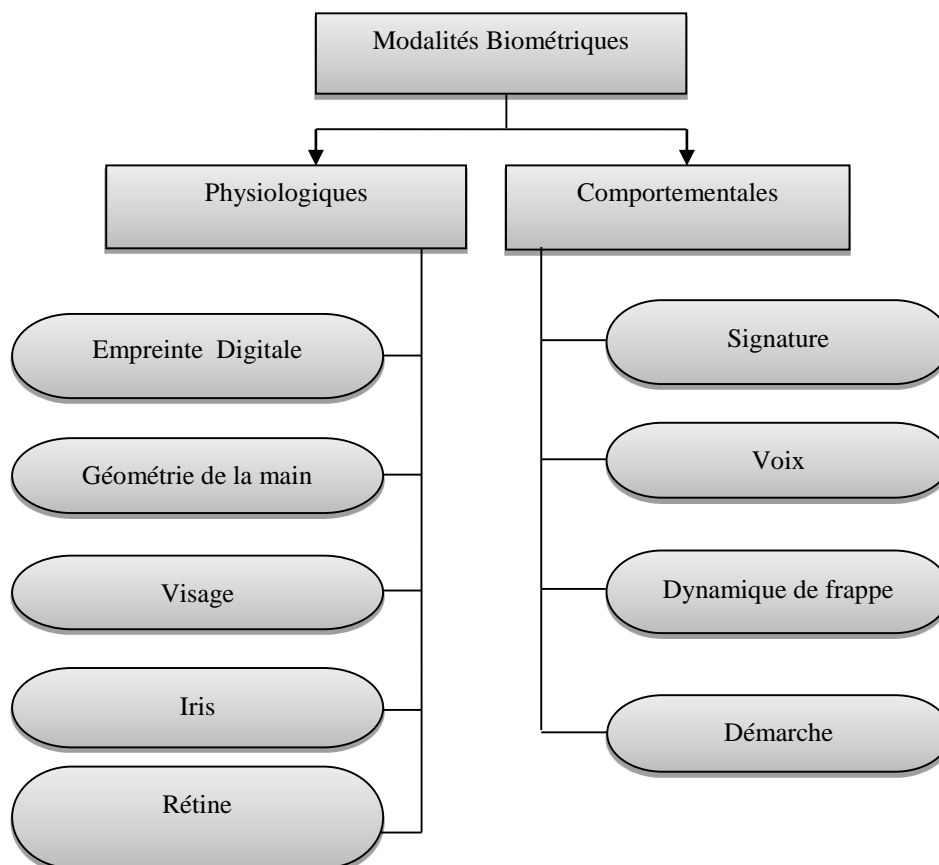 Modalités Biométriques
Physiologiques
Comportementales
Empreinte Digitale
Géométrie de la main
Visage
Iris
Rétine
Signature
Voix
Dynamique de frappe
Démarche